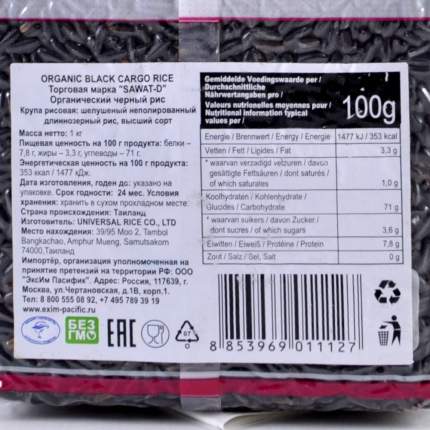 ORGANIC BLACK CARGO RICE
Торговая марка "SAWAT-D"
Органический черный рис
Крупа рисовая: шелушеный неполированный
длиннозерный рис, высший сорт
Масса нетто: 1 кг
Пищевая ценность на 100 г продукта: белки –
7,8 г, жиры – 3,3 г, углеводы – 71 г.
Энергетическая ценность на 100 г продукта:
353 ккал / 1477 кДж.
Дата изготовления, годен до: указано на
упаковке. Срок годности 24 мес. Условия
хранения: хранить в сухом прохладном месте.
Страна происхождения: Таиланд
Изготовитель: UNIVERSAL RICE CO., LTD
Место нахождения: 39/95 Moo 2, Tambol
Bangkachao, Amphur Muang, Samutsakorn
74000,Таиланд
Импортёр, организация уполномоченная на
принятие претензий на территории РФ: ООО
"ЭксИм Пасифик". Адрес: Россия, 117639, г.
Москва, ул.Чертановская, д.1В, корп.1.
Tel: 8 800 555 08 92, +7 495 789 39 19
www.exim-pacific.ru
БЕЗ
ГМО
EAC
07
Gemiddelde Voedingswaarde per /
Durchschnittliche
Nährwertangaben pro /
Valeurs nutritionelles moyennes pour /
Nutritional information typical
values per /
100g
Energie / Brennwert / Energy / Energie 1477 kJ / 353 kcal
Vetten / Fett / Lipides / Fat 3,3 g
* waarvan verzadigd vetzuren / davon
gesättigte Fettsäuren / dont saturés /
of which saturates 1,0 g
Koolhydraten / Kohlenhydrate /
Glucides / Carbohydrate 71 g
* waarvan suikers / davon Zucker /
dont sucres / of which sugars 3,6 g
Eiwitten / Eiweiß / Protéine / Protein 7,8 g
Zout / Salz / Sel, Salt 0 g
8 853969 011127